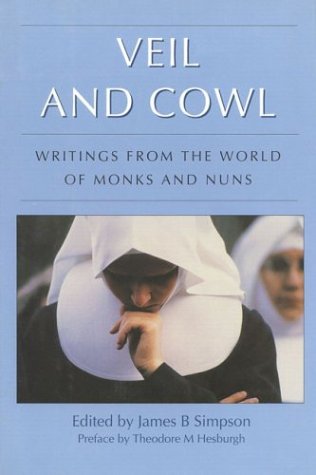 VEIL
AND COWL
WRITINGS FROM THE WORLD
OF MONKS AND NUNS
Edited by James B Simpson
Preface by Theodore M Hesburgh